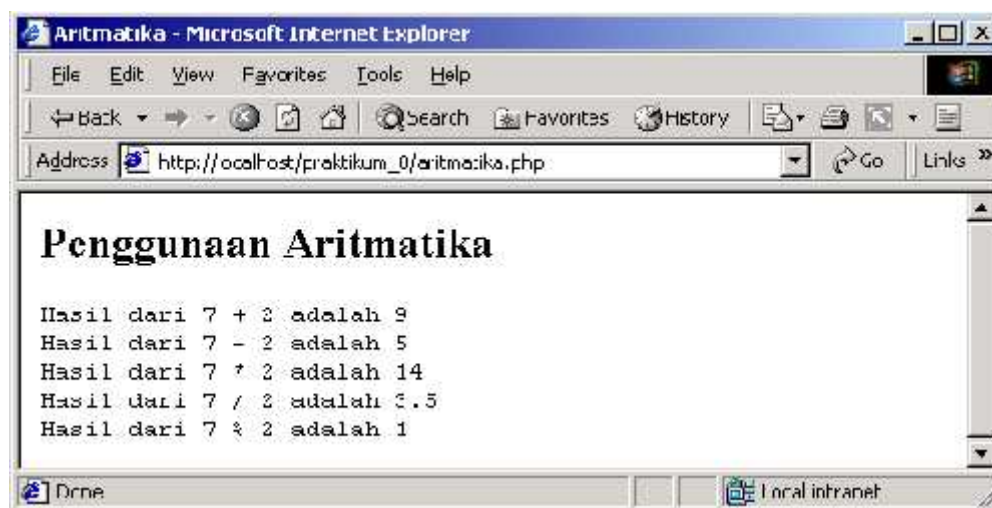 Aritmatika - Microsoft Internet Explorer
File Edit View Favorites Tools Help
Back Search Favorites History
Address http://localhost/praktikum_0/aritmatika.php Go Links »
Penggunaan Aritmatika
Hasil dari 7 + 2 adalah 9
Hasil dari 7 - 2 adalah 5
Hasil dari 7 * 2 adalah 14
Hasil dari 7 / 2 adalah 3.5
Hasil dari 7 % 2 adalah 1
Done Local intranet